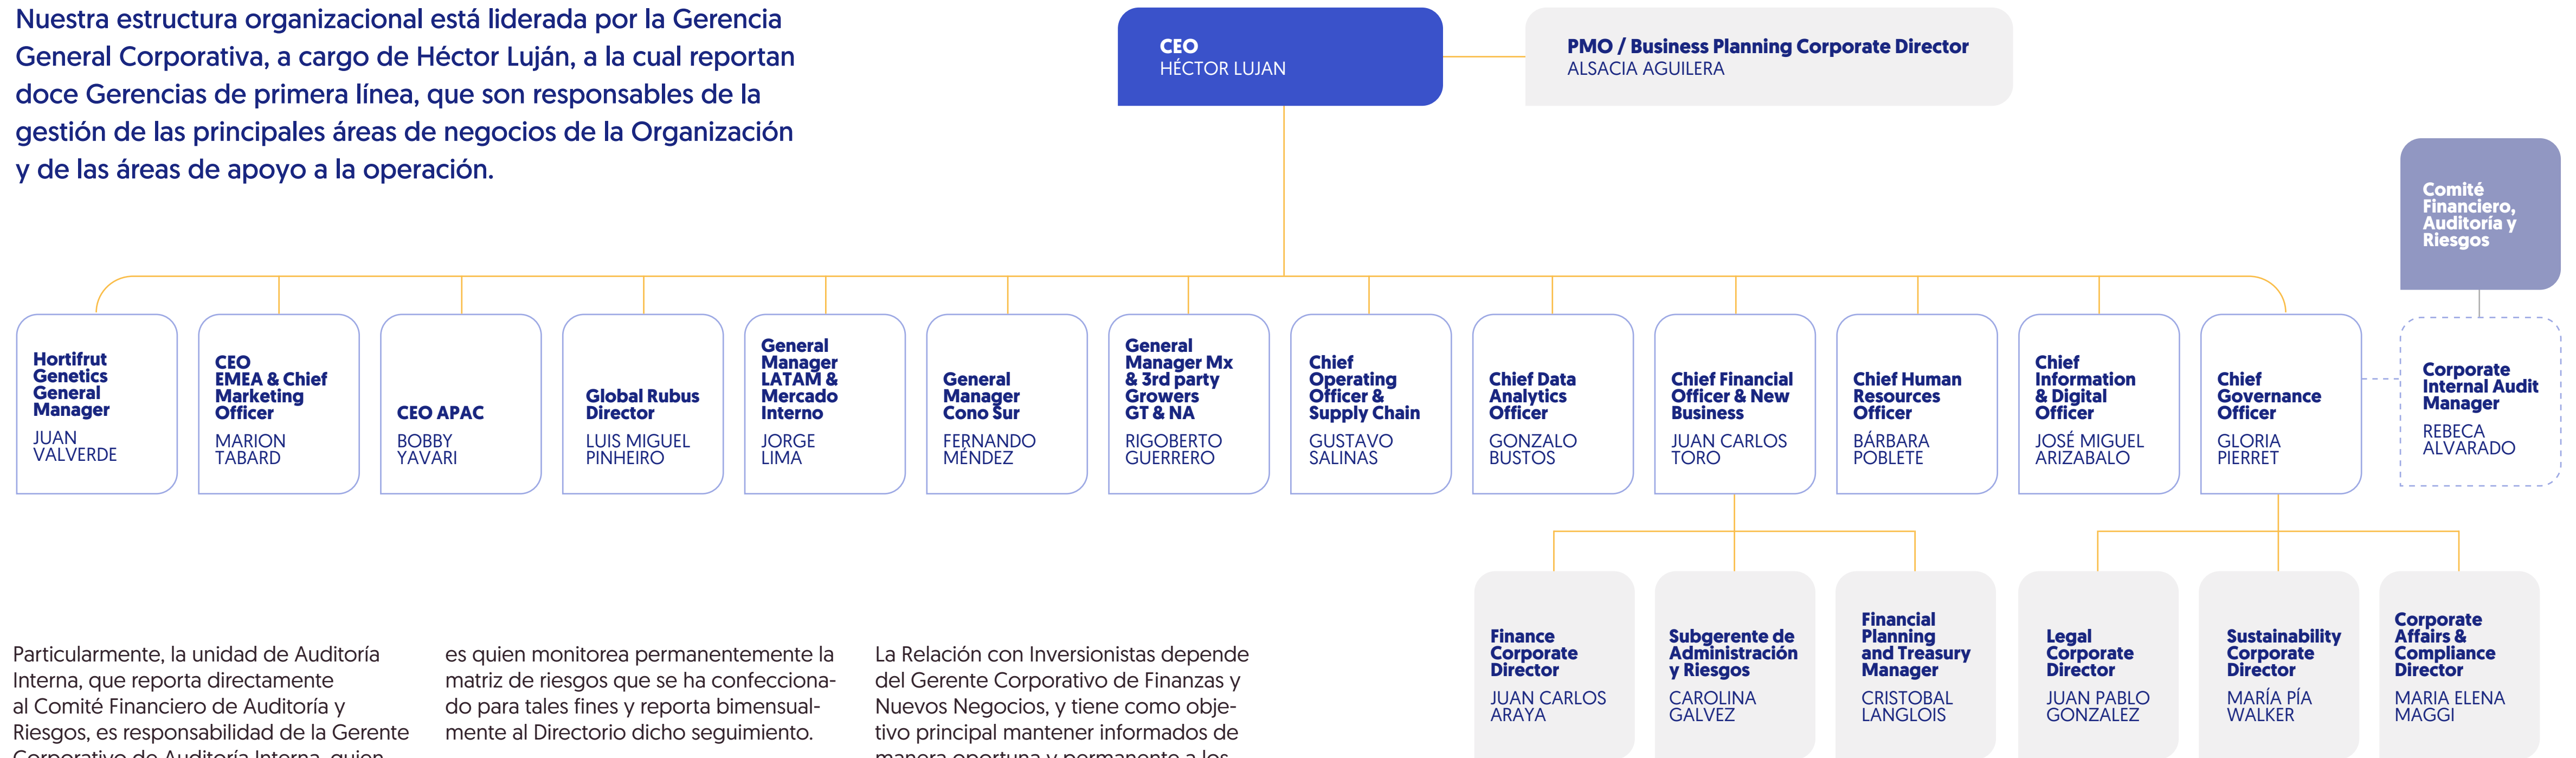 Nuestra estructura organizacional está liderada por la Gerencia
General Corporativa, a cargo de Héctor Luján, a la cual reportan
doce Gerencias de primera línea, que son responsables de la
gestión de las principales áreas de negocios de la Organización
y de las áreas de apoyo a la operación.
CEO
HÉCTOR LUJAN
PMO / Business Planning Corporate Director
ALSACIA AGUILERA
Comité
Financiero,
Auditoría y
Riesgos
Hortifrut
Genetics
General
Manager
JUAN
VALVERDE
CEO
EMEA & Chief
Marketing
Officer
MARION
TABARD
CEO APAC
BOBBY
YAVARI
Global Rubus
Director
LUIS MIGUEL
PINHEIRO
General
Manager
LATAM &
Mercado
Interno
JORGE
LIMA
General
Manager
Cono Sur
FERNANDO
MÉNDEZ
General
Manager Mx
& 3rd party
Growers
GT & NA
RIGOBERTO
GUERRERO
Chief
Operating
Officer &
Supply Chain
GUSTAVO
SALINAS
Chief Data
Analytics
Officer
GONZALO
BUSTOS
Chief Financial
Officer & New
Business
JUAN CARLOS
TORO
Chief Human
Resources
Officer
BÁRBARA
POBLETE
Chief
Information
& Digital
Officer
JOSÉ MIGUEL
ARIZABALO
Chief
Governance
Officer
GLORIA
PIERRET
Corporate
Internal Audit
Manager
REBECA
ALVARADO
Finance
Corporate
Director
JUAN CARLOS
ARAYA
Subgerente de
Administración
y Riesgos
CAROLINA
GALVEZ
Financial
Planning
and Treasury
Manager
CRISTOBAL
LANGLOIS
Legal
Corporate
Director
JUAN PABLO
GONZALEZ
Sustainability
Corporate
Director
MARÍA PÍA
WALKER
Corporate
Affairs &
Compliance
Director
MARIA ELENA
MAGGI
Particularmente, la unidad de Auditoría
Interna, que reporta directamente
al Comité Financiero de Auditoría y
Riesgos, es responsabilidad de la Gerente
Corporativo de Auditoría Interna, quien
es quien monitorea permanentemente la
matriz de riesgos que se ha confecciona-
do para tales fines y reporta bimensual-
mente al Directorio dicho seguimiento.
La Relación con Inversionistas depende
del Gerente Corporativo de Finanzas y
Nuevos Negocios, y tiene como obje-
tivo principal mantener informados de
manera oportuna y permanente a los